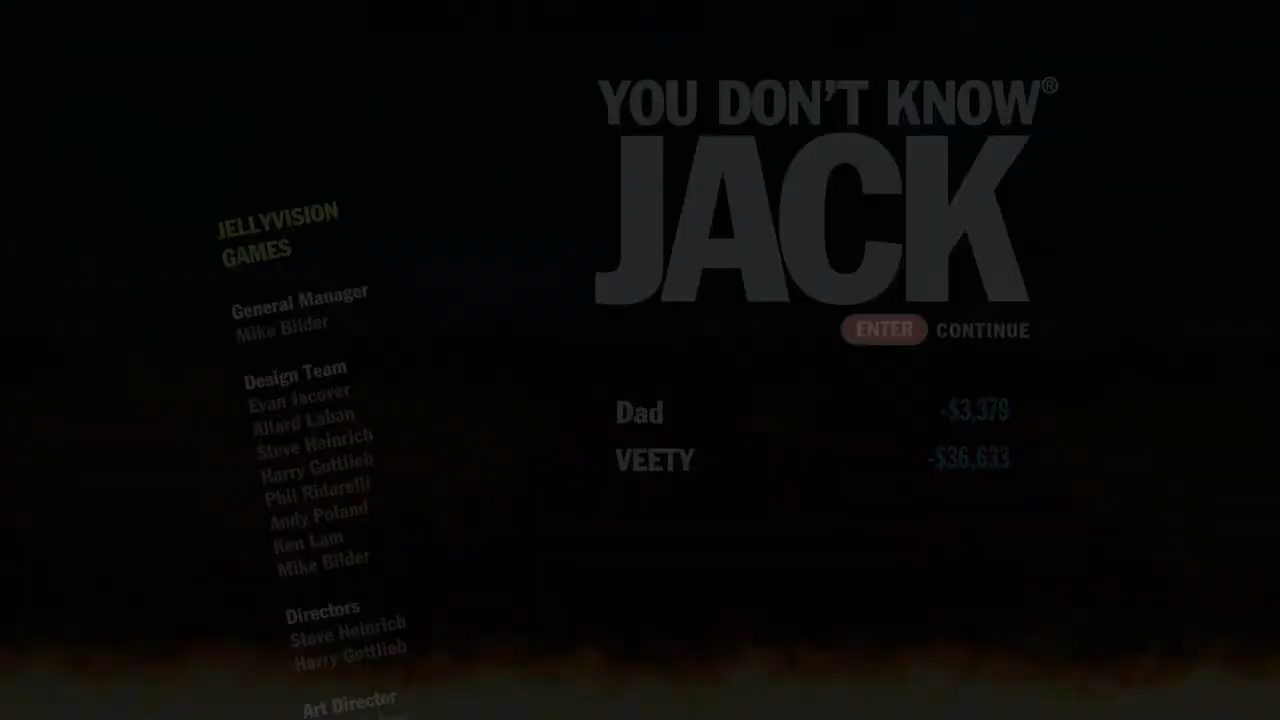 YOU DON'T KNOW®
JACK
ENTER CONTINUE
Dad -$3,379
VEETY -$36,633
JELLYVISION
GAMES
General Manager
Mike Bilder
Design Team
Evan Jacover
Allard Laban
Steve Heinrich
Harry Gottlieb
Phil Ridarelli
Andy Poland
Ken Lam
Mike Bilder
Directors
Steve Heinrich
Harry Gottlieb
Art Director